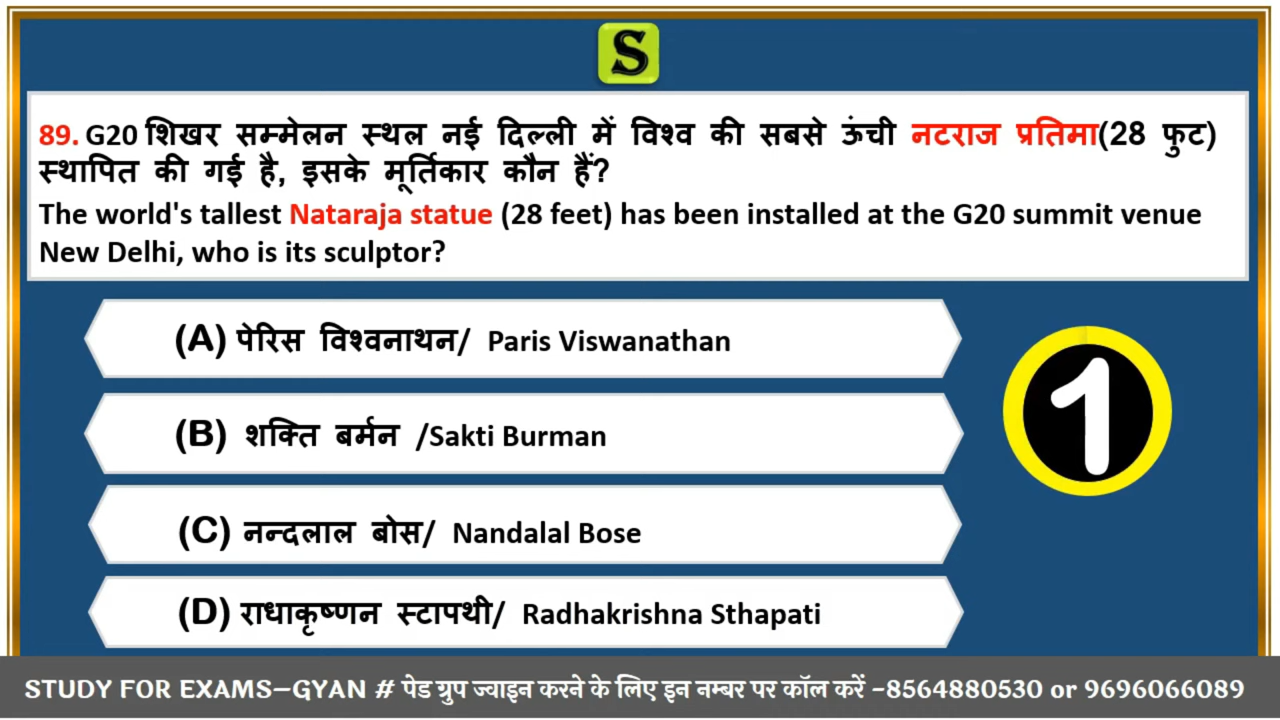 S
89. G20 शिखर सम्मेलन स्थल नई दिल्ली में विश्व की सबसे ऊंची नटराज प्रतिमा(28 फुट)
स्थापित की गई है, इसके मूर्तिकार कौन हैं?
The world's tallest Nataraja statue (28 feet) has been installed at the G20 summit venue
New Delhi, who is its sculptor?
(A) पेरिस विश्वनाथन/ Paris Viswanathan
(B) शक्ति बर्मन /Sakti Burman
(C) नन्दलाल बोस/ Nandalal Bose
(D) राधाकृष्णन स्टापथी/ Radhakrishna Sthapati
1
STUDY FOR EXAMS–GYAN # पेड ग्रुप ज्वाइन करने के लिए इन नम्बर पर कॉल करें –8564880530 or 9696066089